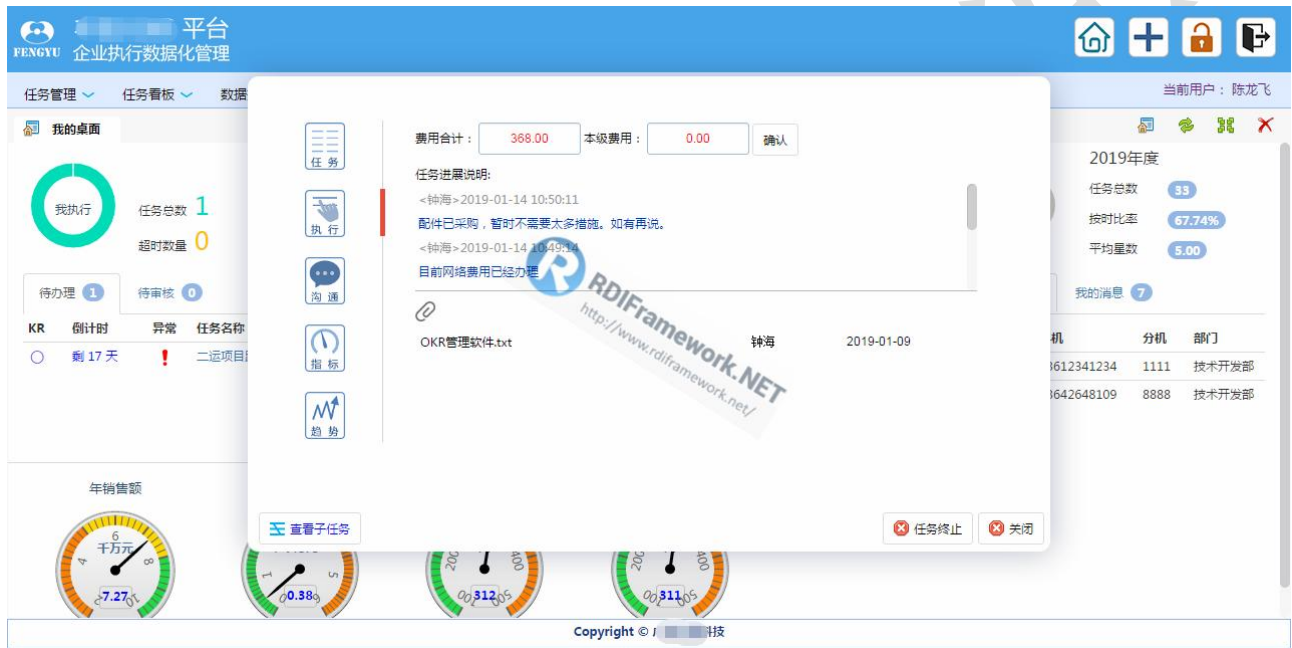 平台
FENGYU 企业执行数据化管理
任务管理 任务看板 数据 当前用户：陈龙飞
我的桌面
我执行
任务总数 1
超时数量 0
待办理 1 待审核 0
KR 倒计时 异常 任务名称
剩 17 天 二运项目
任务
执行
沟通
指标
趋势
费用合计： 368.00 本级费用： 0.00 确认
任务进展说明:
<钟海>2019-01-14 10:50:11
配件已采购，暂时不需要太多措施。如有再说。
<钟海>2019-01-14 10:49:14
目前网络费用已经办理
OKR管理软件.txt 钟海 2019-01-09
RDIFramework.NET
http://www.rdiframework.net/
查看子任务 任务终止 关闭
2019年度
任务总数 33
按时比率 67.74%
平均星数 5.00
我的消息 7
机 分机 部门
3612341234 1111 技术开发部
3642648109 8888 技术开发部
年销售额
4 6 8 10
千万元
7.27
0.38
312
311
Copyright © 科技